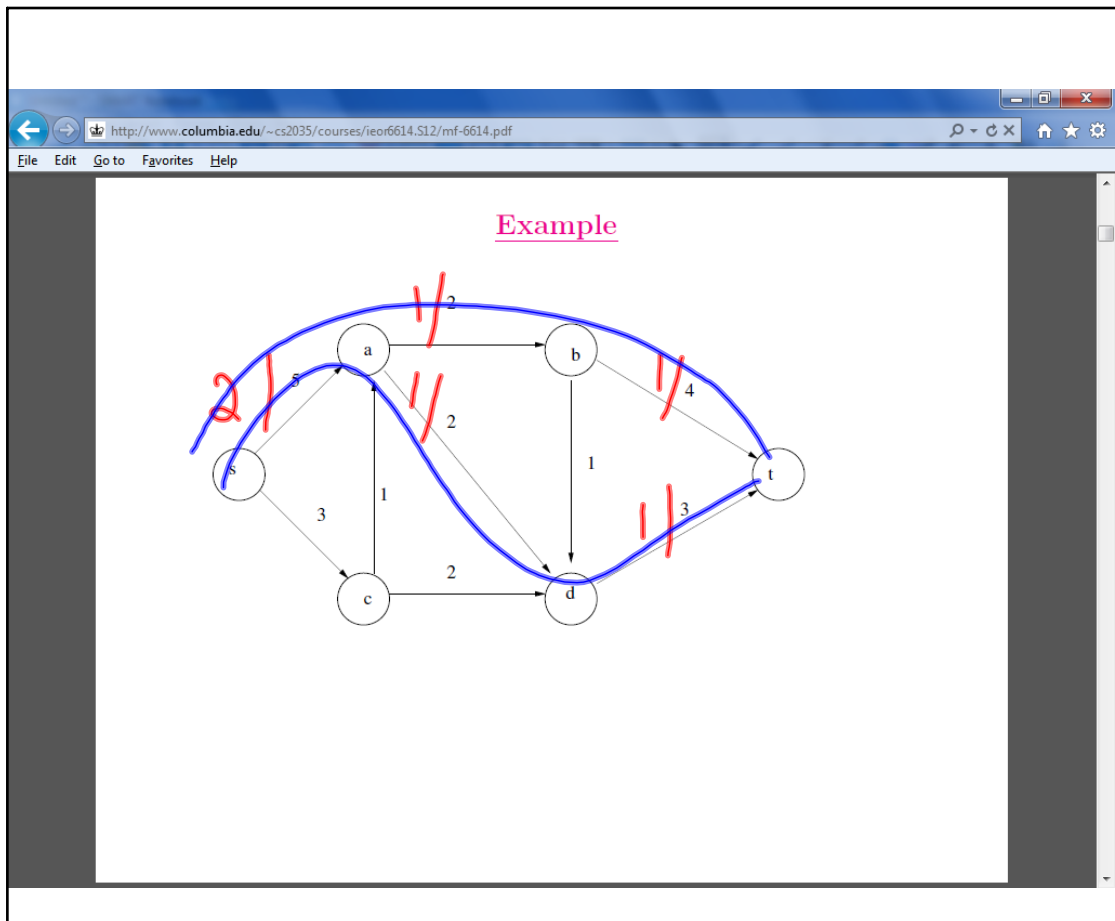 http://www.columbia.edu/~cs2035/courses/ieor6614.S12/mf-6614.pdf
File Edit Go to Favorites Help
Example
1/2
a
b
2/5
1/2
1/4
s
1
1
t
3
1/3
2
c
d